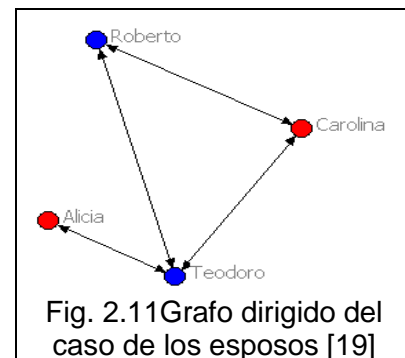 Roberto
Carolina
Alicia
Teodoro
Fig. 2.11Grafo dirigido del
caso de los esposos [19]